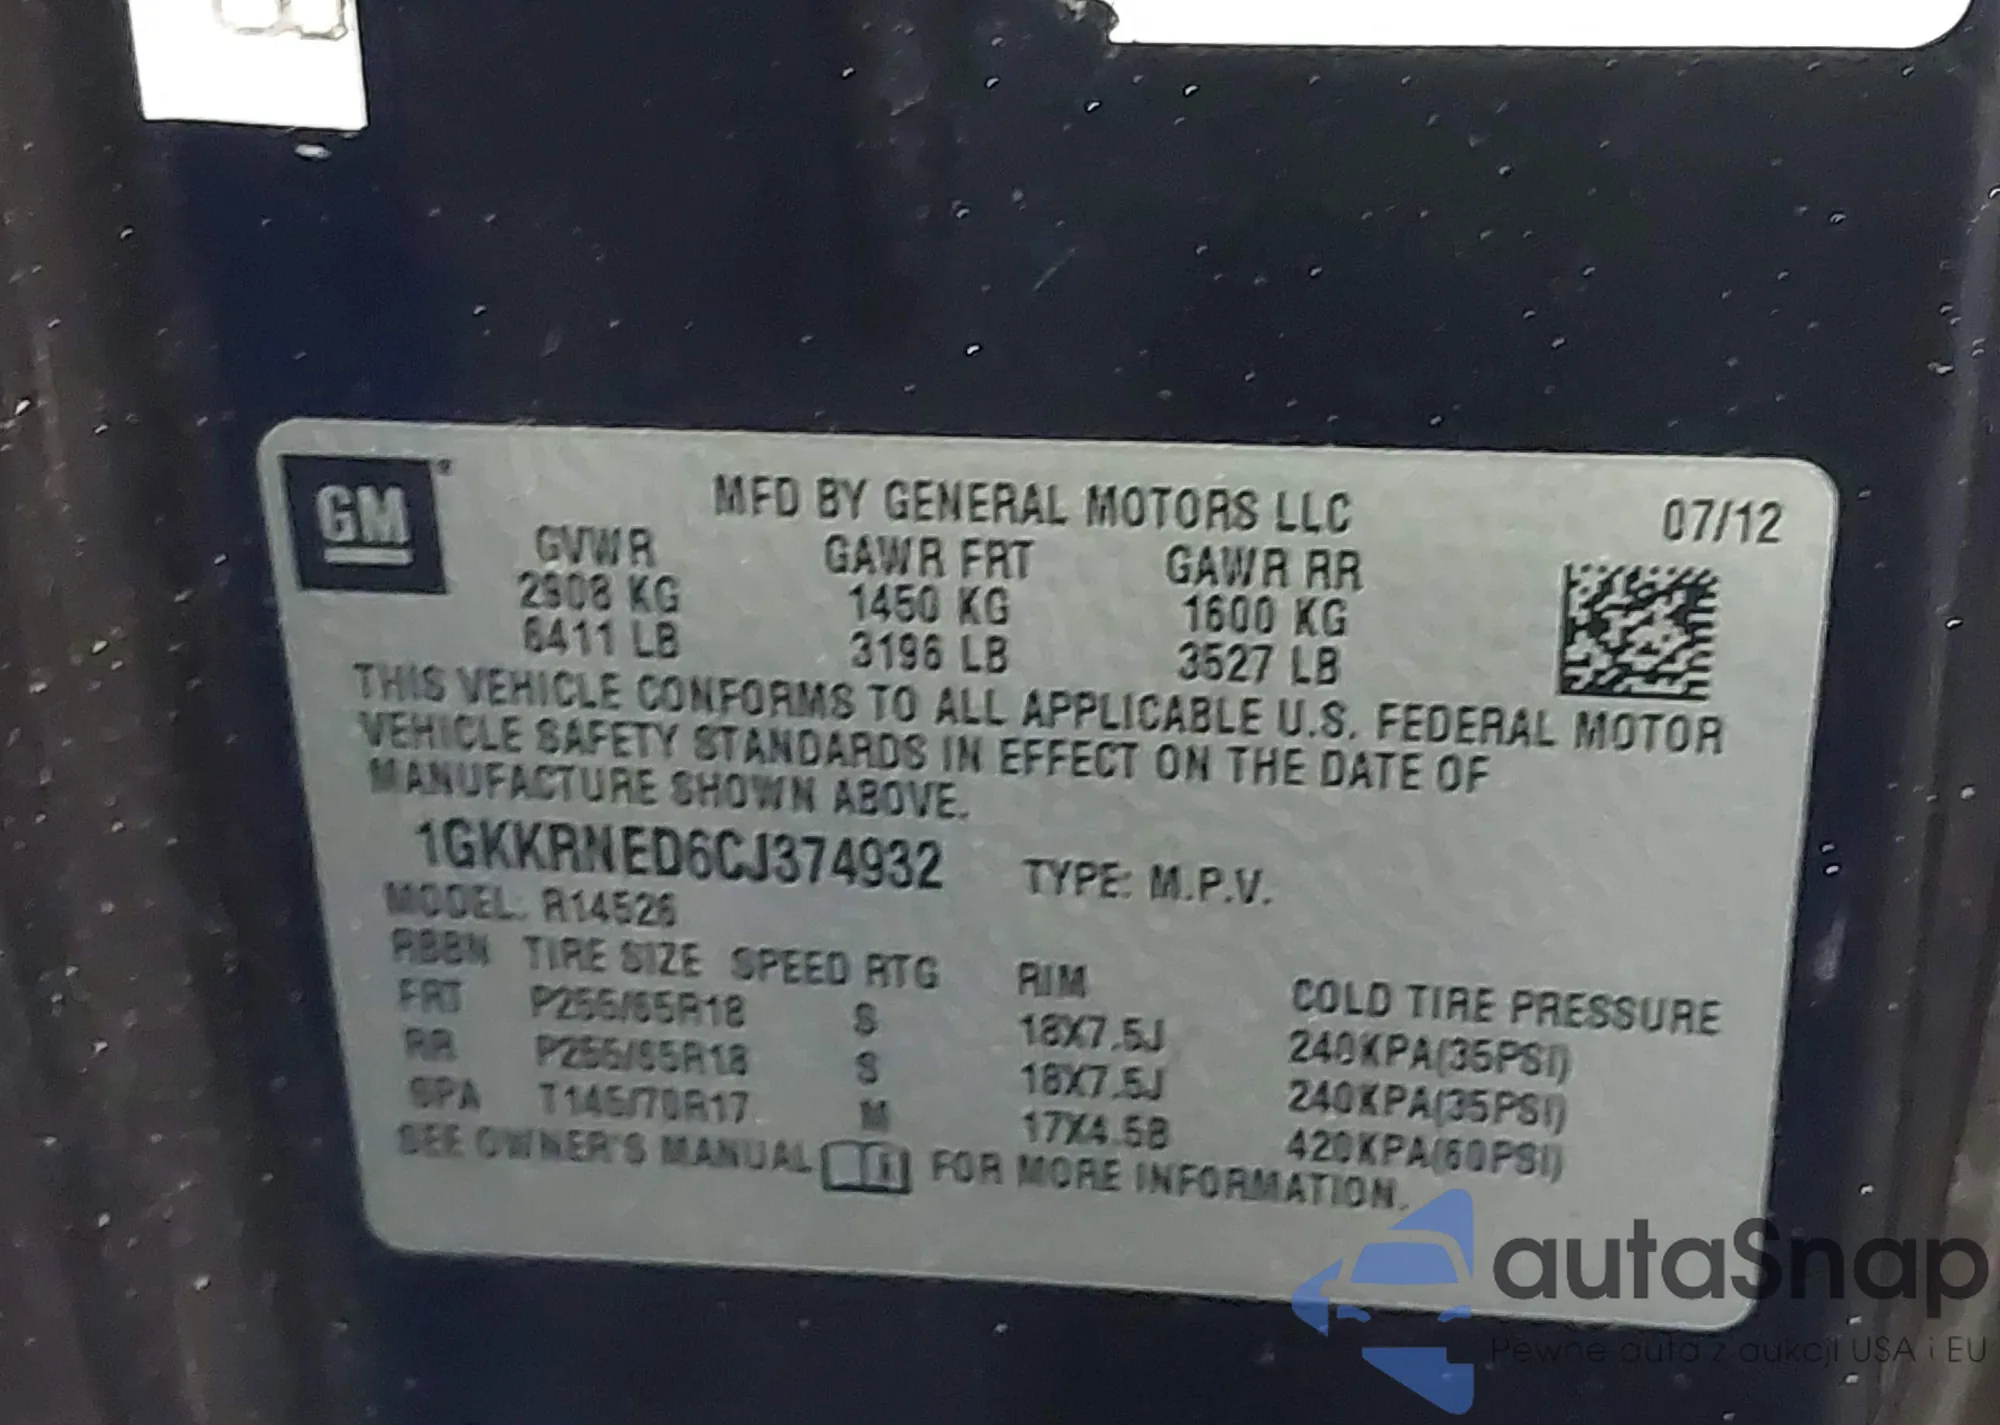 GM
MFD BY GENERAL MOTORS LLC 07/12
GVWR GAWR FRT GAWR RR
2908 KG 1450 KG 1600 KG
6411 LB 3196 LB 3527 LB
THIS VEHICLE CONFORMS TO ALL APPLICABLE U.S. FEDERAL MOTOR
VEHICLE SAFETY STANDARDS IN EFFECT ON THE DATE OF
MANUFACTURE SHOWN ABOVE.
1GKKRNED6CJ374932 TYPE: M.P.V.
MODEL: R14526
TIRE SIZE SPEED RTG RIM COLD TIRE PRESSURE
FRT P255/65R18 S 18X7.5J 240KPA(35PSI)
RR P255/65R18 S 18X7.5J 240KPA(35PSI)
SPA T145/70R17 M 17X4.5B 420KPA(60PSI)
SEE OWNER'S MANUAL FOR MORE INFORMATION.
autaSnap
Pewne auta z aukcji USA i EU